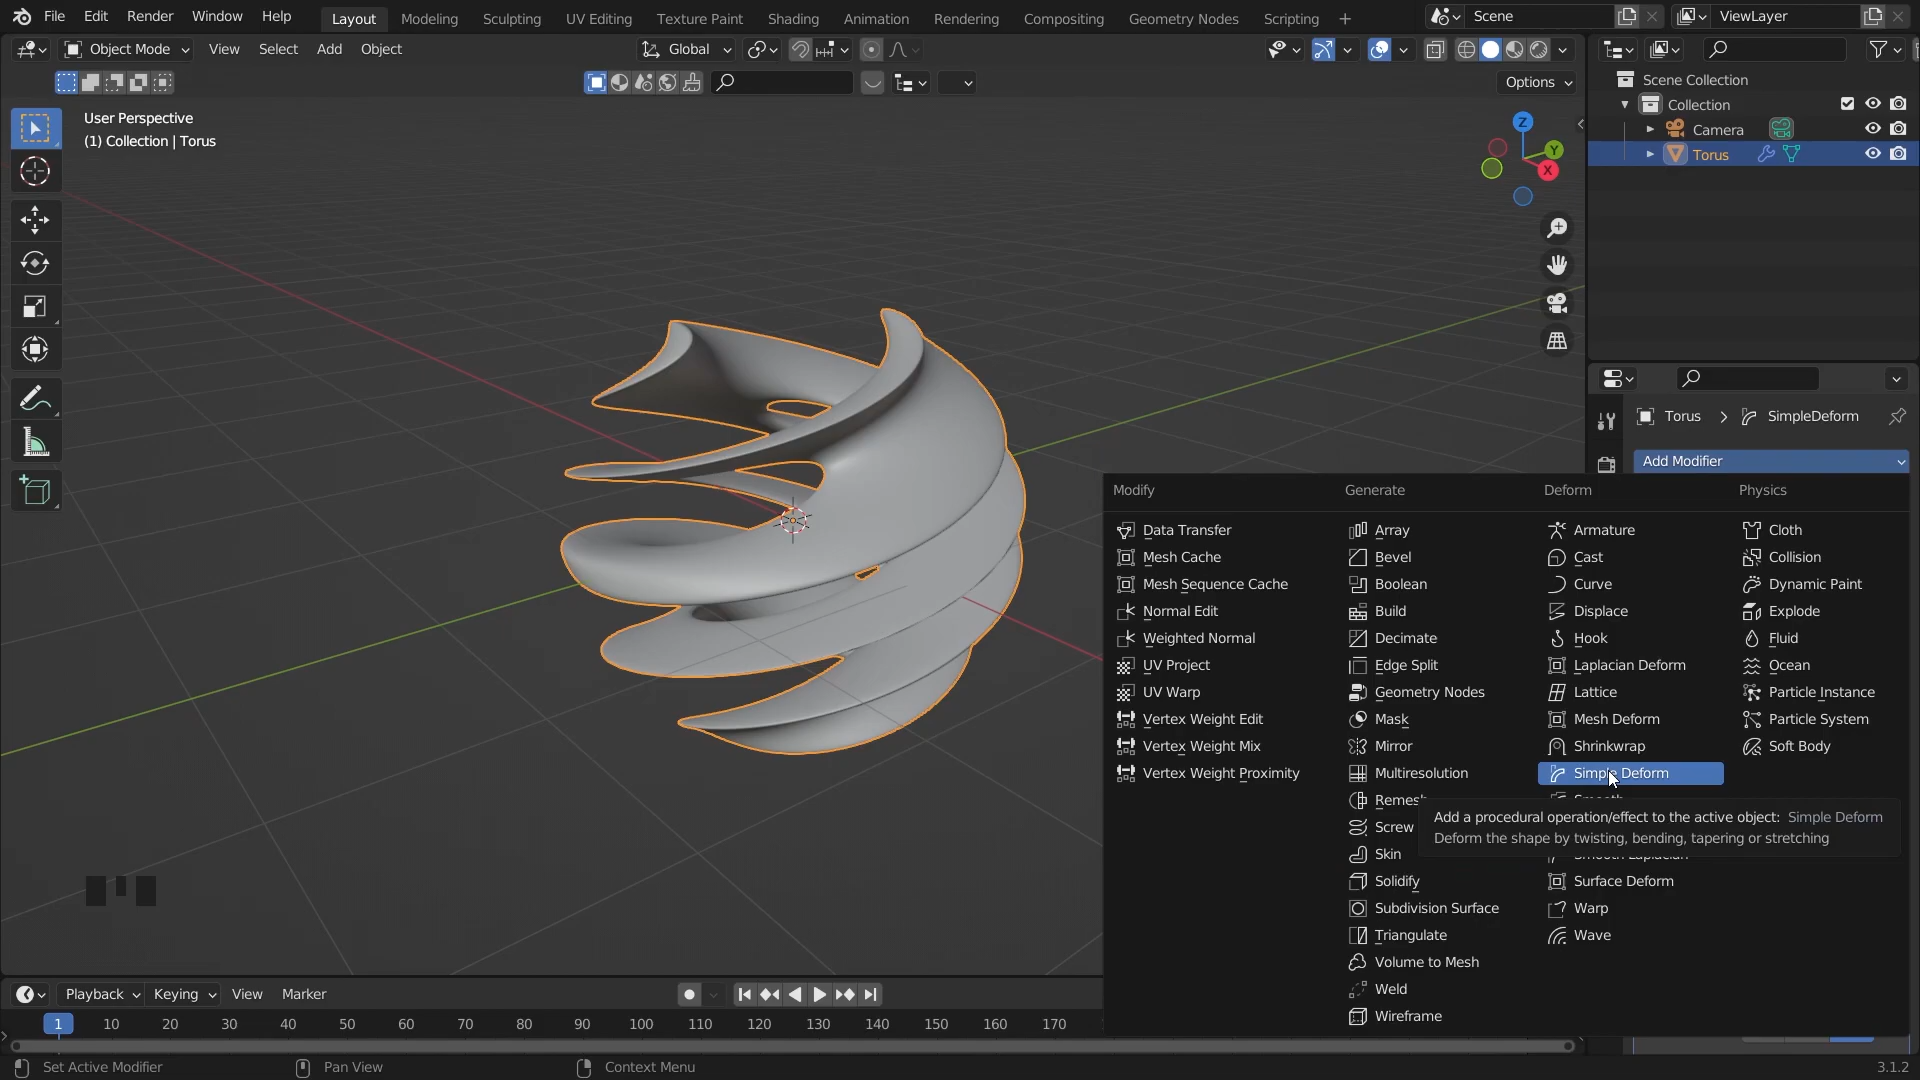 File Edit Render Window Help Layout Modeling Sculpting UV Editing Texture Paint Shading Animation Rendering Compositing Geometry Nodes Scripting + Scene ViewLayer
Object Mode View Select Add Object Global
Options
User Perspective
(1) Collection | Torus
Z
Y
X
Scene Collection
Collection
Camera
Torus
Torus > SimpleDeform
Add Modifier
Modify
Data Transfer
Mesh Cache
Mesh Sequence Cache
Normal Edit
Weighted Normal
UV Project
UV Warp
Vertex Weight Edit
Vertex Weight Mix
Vertex Weight Proximity
Generate
Array
Bevel
Boolean
Build
Decimate
Edge Split
Geometry Nodes
Mask
Mirror
Multiresolution
Remesh
Screw
Skin
Solidify
Subdivision Surface
Triangulate
Volume to Mesh
Weld
Wireframe
Deform
Armature
Cast
Curve
Displace
Hook
Laplacian Deform
Lattice
Mesh Deform
Shrinkwrap
Simple Deform
Surface Deform
Warp
Wave
Physics
Cloth
Collision
Dynamic Paint
Explode
Fluid
Ocean
Particle Instance
Particle System
Soft Body
Add a procedural operation/effect to the active object: Simple Deform
Deform the shape by twisting, bending, tapering or stretching
Playback Keying View Marker
1 10 20 30 40 50 60 70 80 90 100 110 120 130 140 150 160 170
Set Active Modifier Pan View Context Menu 3.1.2